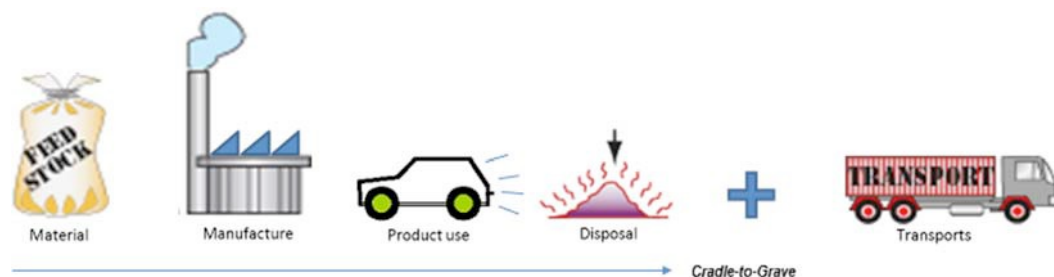 FEED
STOCK
TRANSPORT
Material
Manufacture
Product use
Disposal
Transports
Cradle-to-Grave